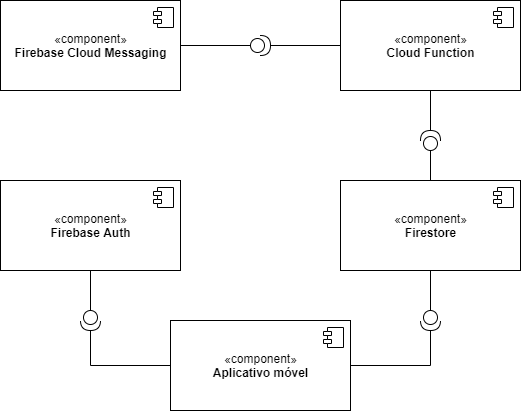 «component»
Firebase Cloud Messaging
«component»
Cloud Function
«component»
Firebase Auth
«component»
Firestore
«component»
Aplicativo móvel